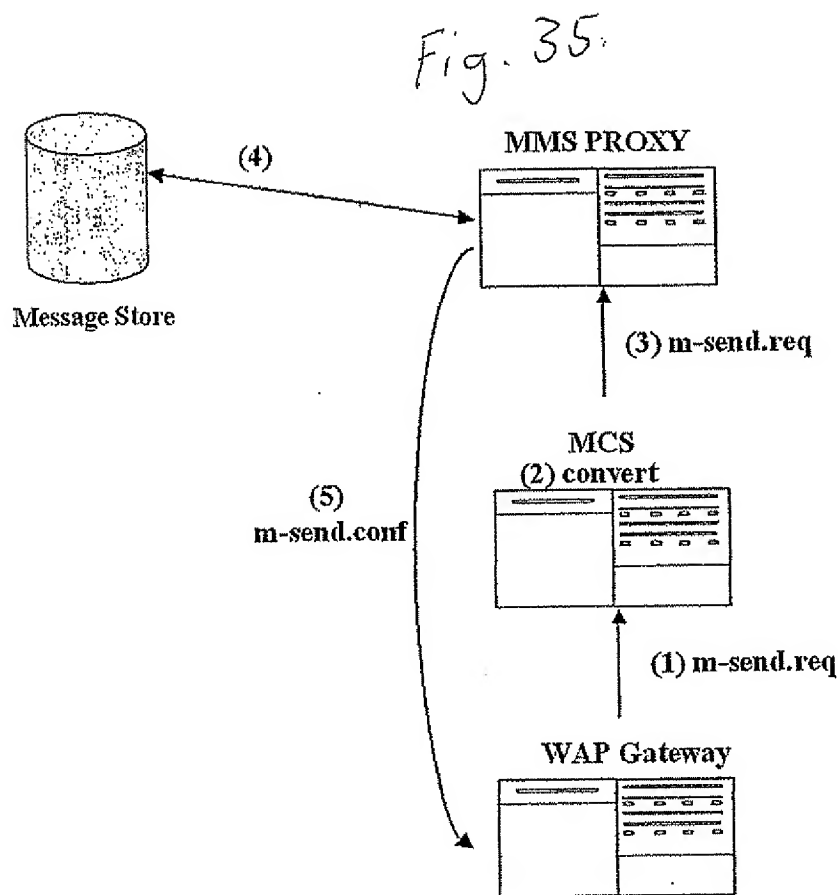 Fig. 35.
(4)
MMS PROXY
Message Store
(3) m-send.req
MCS
(2) convert
(5)
m-send.conf
(1) m-send.req
WAP Gateway